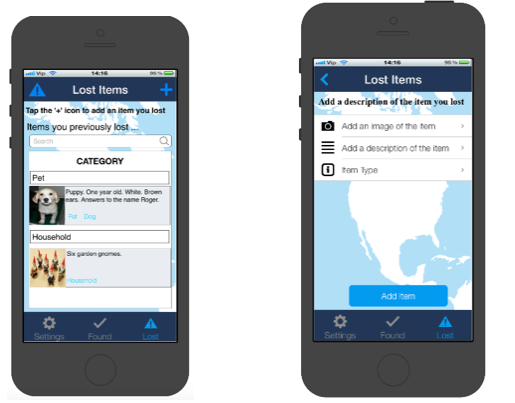 Vip 14:16 95%
Lost Items
Tap the '+' icon to add an item you lost
Items you previously lost ...
Search
CATEGORY
Pet
Puppy. One year old. White. Brown
ears. Answers to the name Roger.
Pet Dog
Household
Six garden gnomes.
Household
Settings Found Lost
Vip 14:16 95%
Lost Items
Add a description of the item you lost
Add an image of the item
Add a description of the item
Item Type
Add Item
Settings Found Lost